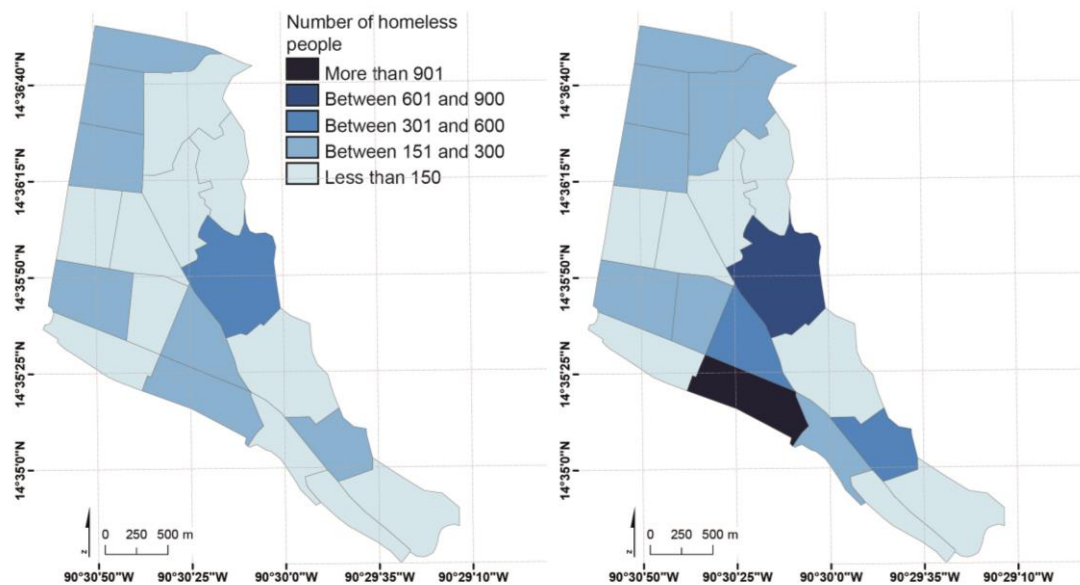 Number of homeless
people
More than 901
Between 601 and 900
Between 301 and 600
Between 151 and 300
Less than 150
14°36'40"N
14°36'15"N
14°35'50"N
14°35'25"N
14°35'0"N
z
0 250 500 m
90°30'50"W 90°30'25"W 90°30'0"W 90°29'35"W 90°29'10"W
14°36'40"N
14°36'15"N
14°35'50"N
14°35'25"N
14°35'0"N
z
0 250 500 m
90°30'50"W 90°30'25"W 90°30'0"W 90°29'35"W 90°29'10"W